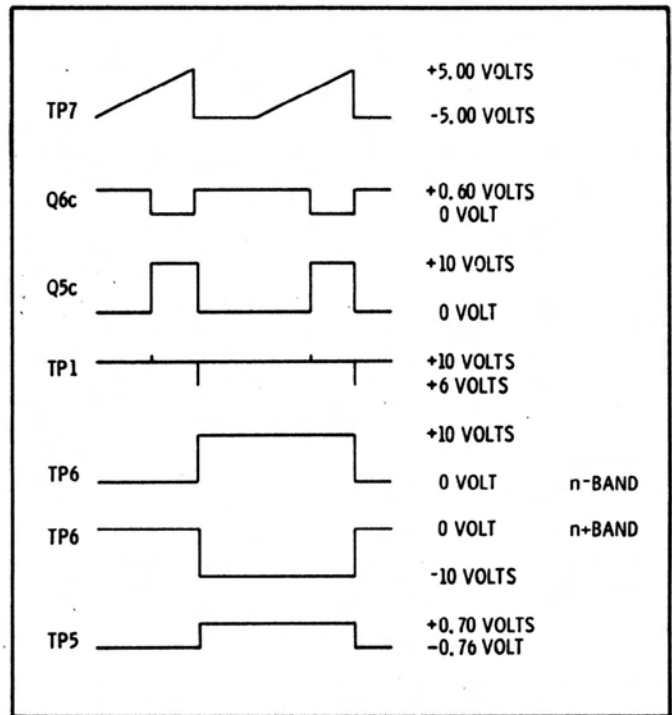 TP7 +5.00 VOLTS
-5.00 VOLTS
Q6c +0.60 VOLTS
0 VOLT
Q5c +10 VOLTS
0 VOLT
TP1 +10 VOLTS
+6 VOLTS
+10 VOLTS
TP6 0 VOLT n-BAND
TP6 0 VOLT n+BAND
-10 VOLTS
TP5 +0.70 VOLTS
-0.76 VOLT